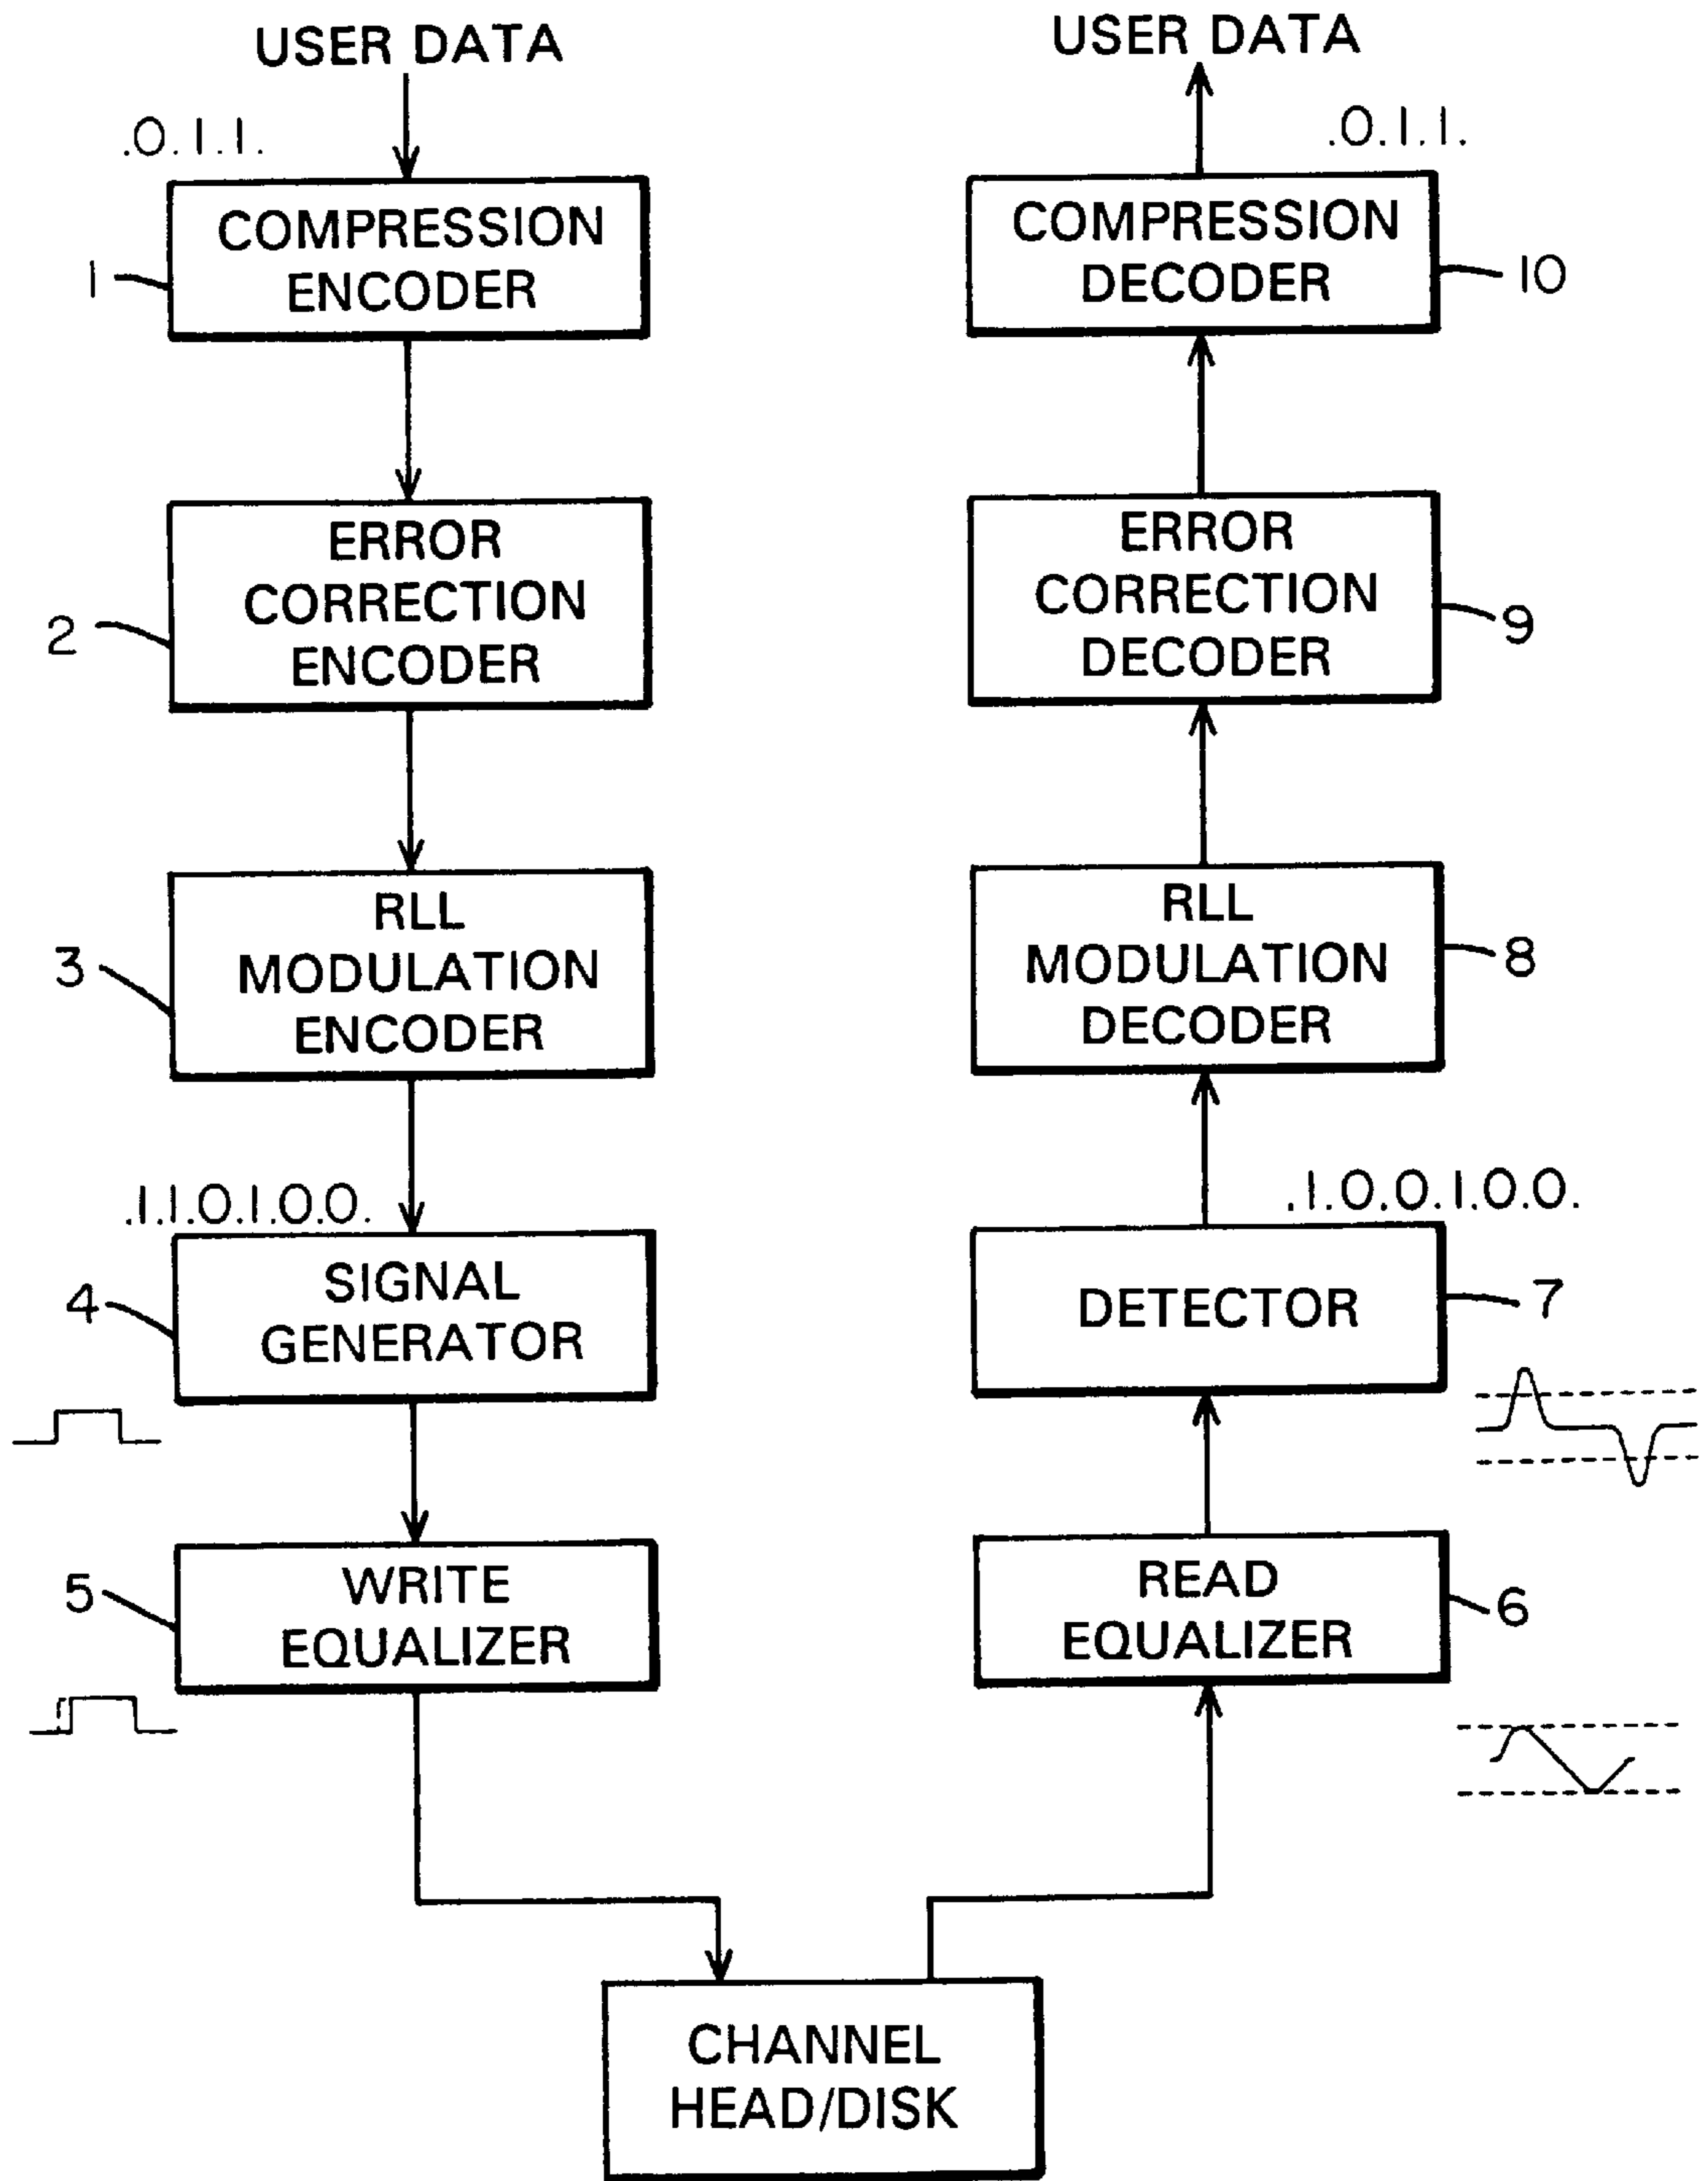 USER DATA
.0.1.1.
COMPRESSION
ENCODER
1
ERROR
CORRECTION
ENCODER
2
RLL
MODULATION
ENCODER
3
.1.1.0.1.0.0.
SIGNAL
GENERATOR
4
WRITE
EQUALIZER
5
CHANNEL
HEAD/DISK
READ
EQUALIZER
6
DETECTOR
7
.1.0.0.1.0.0.
RLL
MODULATION
DECODER
8
ERROR
CORRECTION
DECODER
9
COMPRESSION
DECODER
10
.0.1.1.
USER DATA